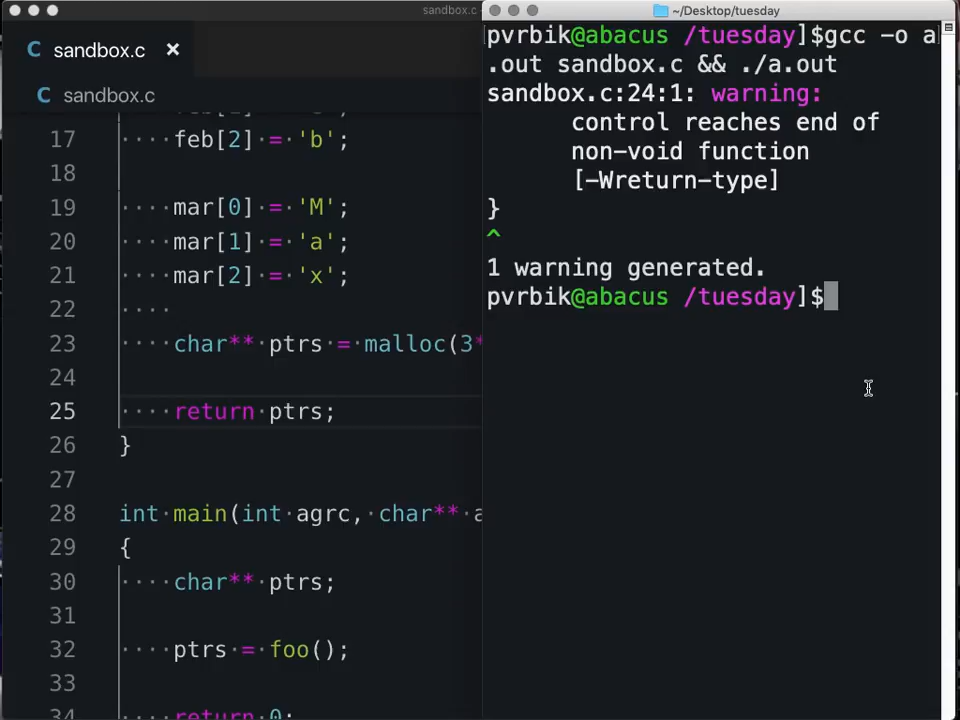 sandbox.c
~/Desktop/tuesday
C sandbox.c ×
C sandbox.c
17 ····feb[2]·=·'b';
18
19 ····mar[0]·=·'M';
20 ····mar[1]·=·'a';
21 ····mar[2]·=·'x';
22 ····
23 ····char**·ptrs·=·malloc(3*
24
25 ····return·ptrs;
26 }
27
28 int·main(int·agrc,·char**·a
29 {
30 ····char**·ptrs;
31
32 ····ptrs·=·foo();
33
34 ····return·0;
pvrbik@abacus /tuesday]$gcc -o a
.out sandbox.c && ./a.out
sandbox.c:24:1: warning:
control reaches end of
non-void function
[-Wreturn-type]
}
^
1 warning generated.
pvrbik@abacus /tuesday]$